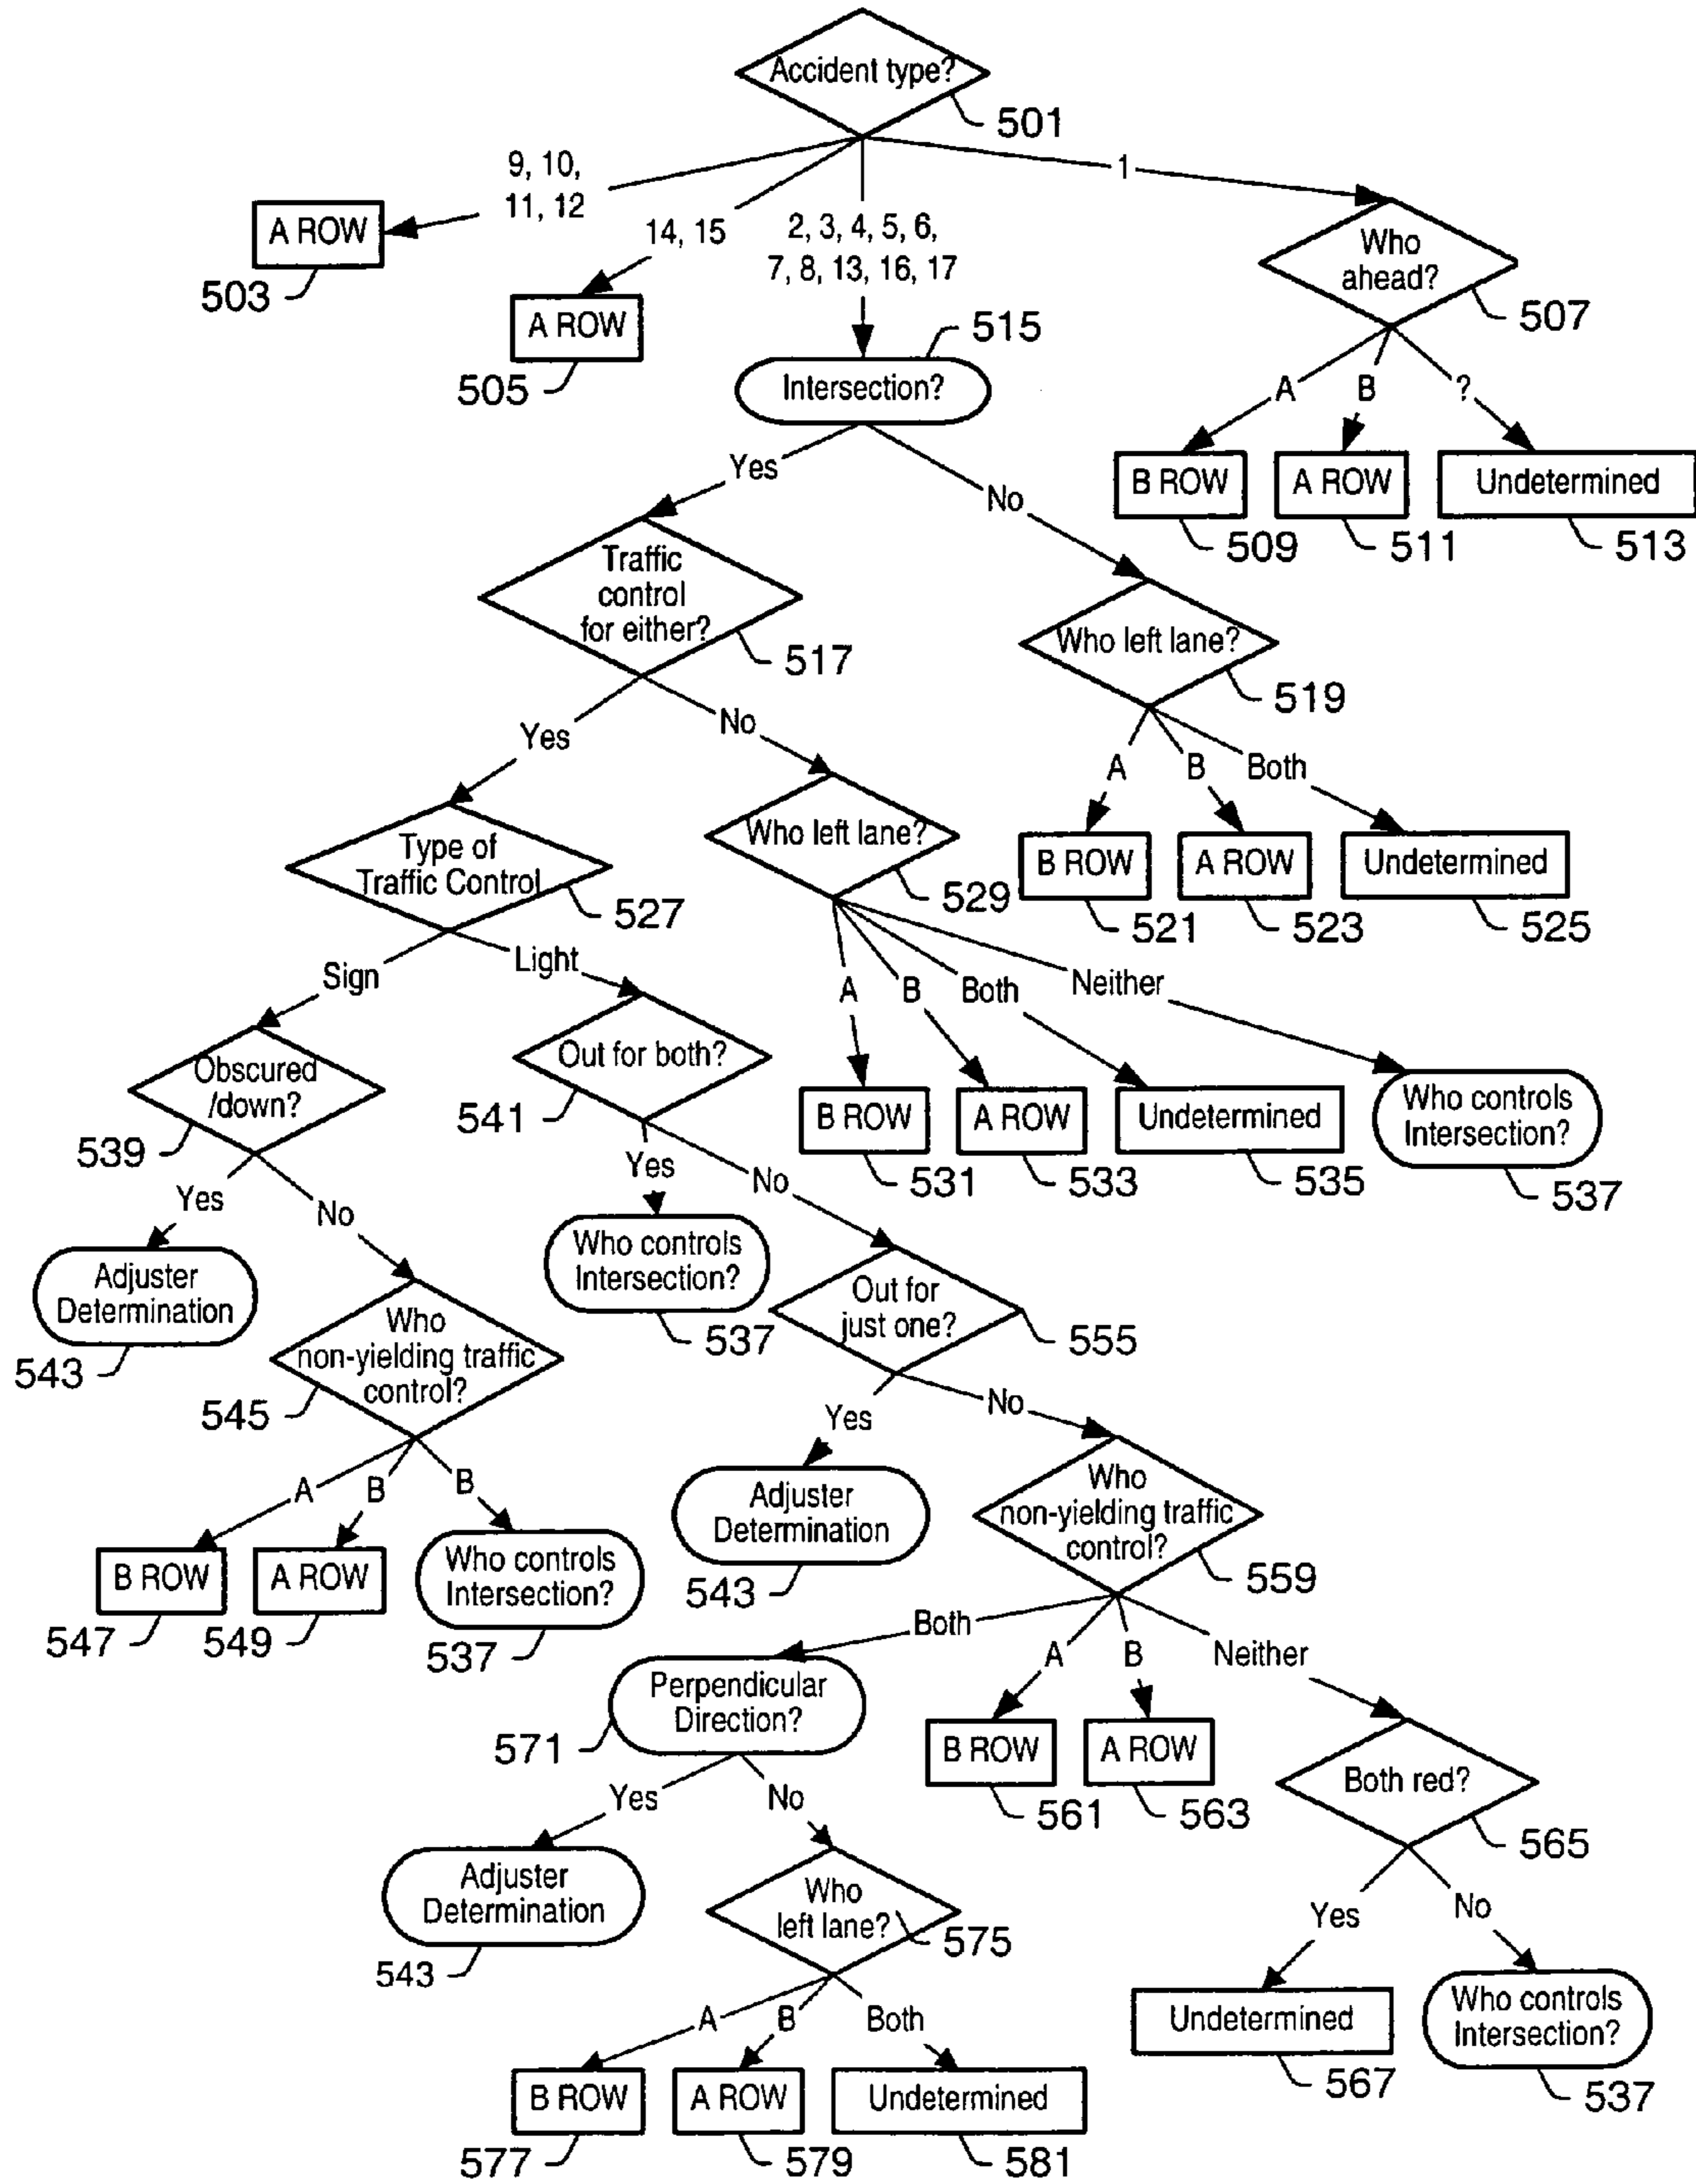 Accident type?
501
9, 10,
11, 12
14, 15
2, 3, 4, 5, 6,
7, 8, 13, 16, 17
1
A ROW
503
A ROW
505
Who
ahead?
507
515
Intersection?
A
B
?
B ROW
A ROW
Undetermined
509
511
513
Yes
No
Traffic
control
for either?
517
Who left lane?
519
Yes
No
A
B
Both
B ROW
A ROW
Undetermined
521
523
525
Type of
Traffic Control
527
Who left lane?
529
Sign
Light
A
B
Both
Neither
Obscured
/down?
539
Out for both?
541
B ROW
A ROW
Undetermined
Who controls
Intersection?
531
533
535
537
Yes
No
Yes
No
Adjuster
Determination
543
Who
non-yielding traffic
control?
545
Who controls
Intersection?
537
Out for
just one?
555
A
B
B
Yes
No
B ROW
A ROW
Who controls
Intersection?
547
549
537
Adjuster
Determination
543
Who
non-yielding traffic
control?
559
Both
A
B
Neither
Perpendicular
Direction?
571
B ROW
A ROW
561
563
Both red?
565
Yes
No
Adjuster
Determination
543
Who
left lane?
575
Yes
No
A
B
Both
Undetermined
567
Who controls
Intersection?
537
B ROW
A ROW
Undetermined
577
579
581